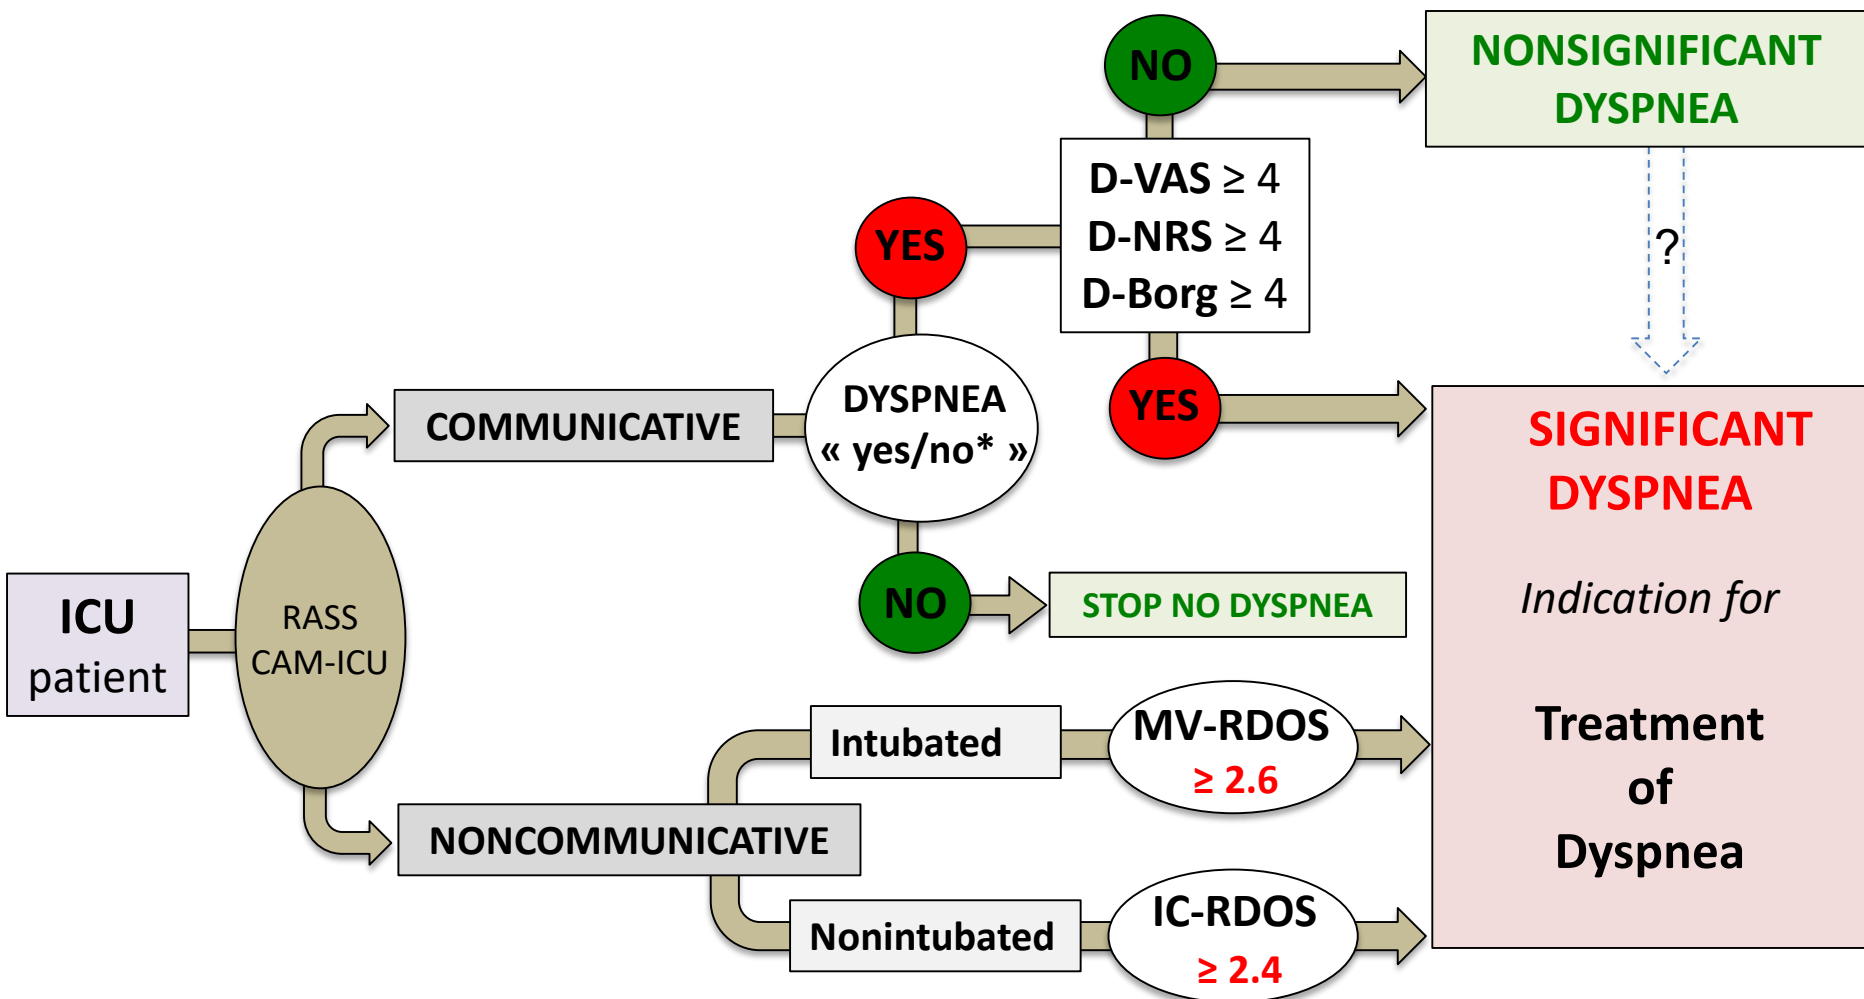 ICU
patient
RASS
CAM-ICU
COMMUNICATIVE
DYSPNEA
« yes/no* »
YES
NO
STOP NO DYSPNEA
D-VAS ≥ 4
D-NRS ≥ 4
D-Borg ≥ 4
NO
NONSIGNIFICANT
DYSPNEA
?
YES
NONCOMMUNICATIVE
Intubated
MV-RDOS
≥ 2.6
Nonintubated
IC-RDOS
≥ 2.4
SIGNIFICANT
DYSPNEA
Indication for
Treatment
of
Dyspnea